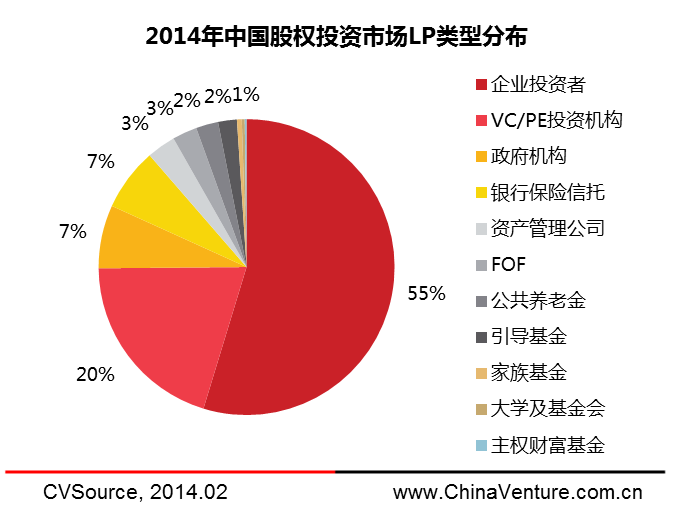 2014年中国股权投资市场LP类型分布
3% 3% 2% 2% 1%
7%
7%
20%
55%
企业投资者
VC/PE投资机构
政府机构
银行保险信托
资产管理公司
FOF
公共养老金
引导基金
家族基金
大学及基金会
主权财富基金
CVSource, 2014.02
www.ChinaVenture.com.cn